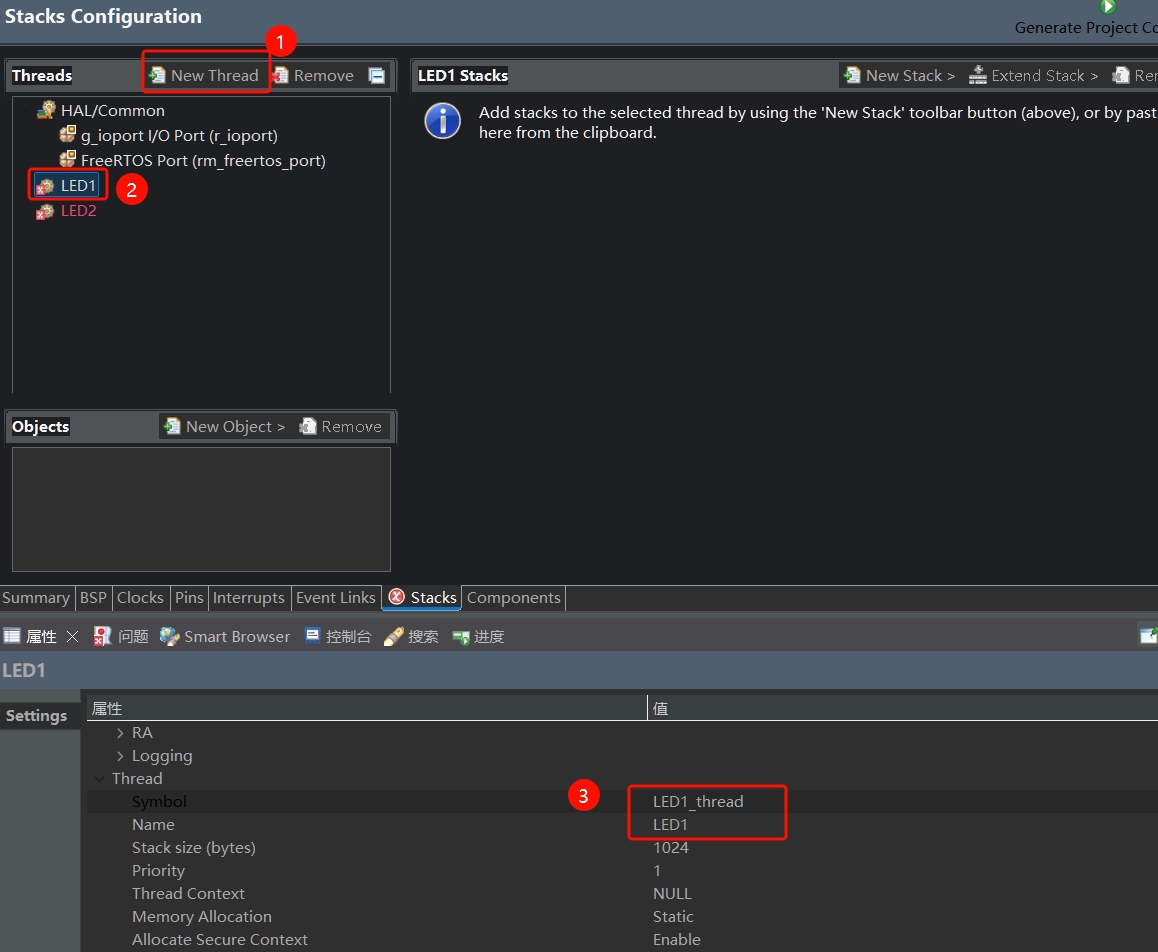 Stacks Configuration
Generate Project Co
1
Threads
New Thread
Remove
LED1 Stacks
New Stack >
Extend Stack >
Rer
HAL/Common
g_ioport I/O Port (r_ioport)
FreeRTOS Port (rm_freertos_port)
LED1
2
LED2
Add stacks to the selected thread by using the 'New Stack' toolbar button (above), or by past
here from the clipboard.
Objects
New Object >
Remove
Summary BSP Clocks Pins Interrupts Event Links Stacks Components
属性 问题 Smart Browser 控制台 搜索 进度
LED1
Settings
属性 值
RA
Logging
Thread
3
Symbol LED1_thread
Name LED1
Stack size (bytes) 1024
Priority 1
Thread Context NULL
Memory Allocation Static
Allocate Secure Context Enable